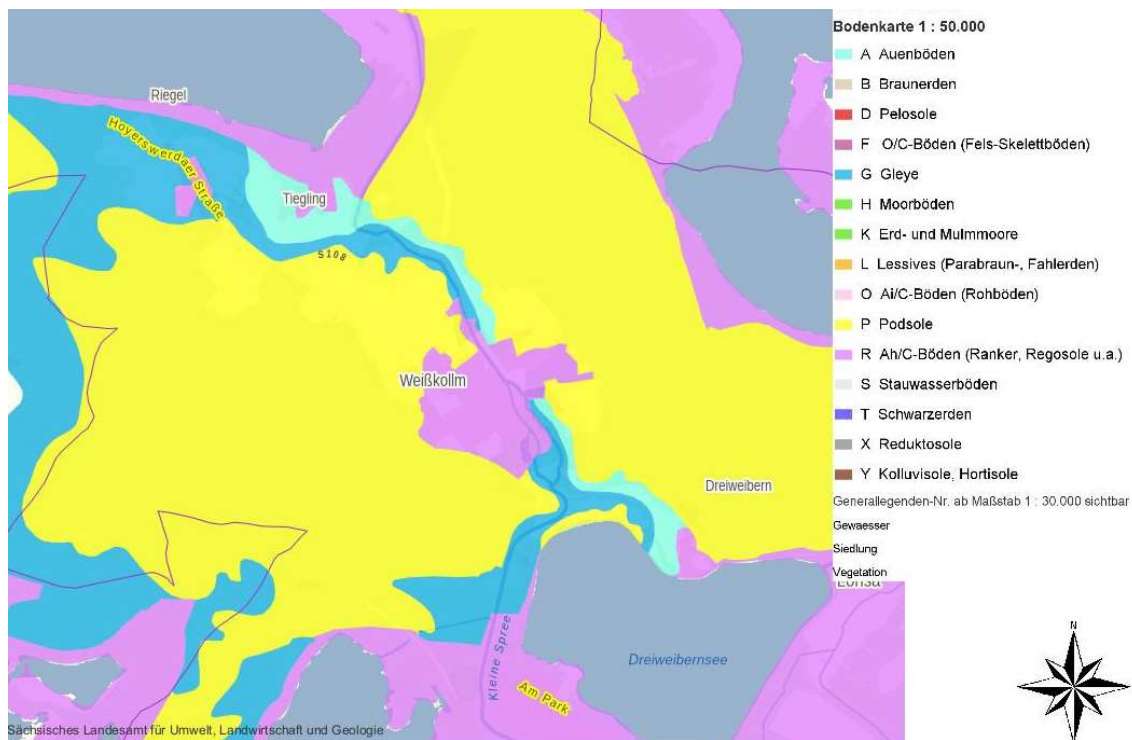 Bodenkarte 1 : 50.000
A Auenböden
B Braunerden
D Pelosole
F O/C-Böden (Fels-Skelettböden)
G Gleye
H Moorböden
K Erd- und Mulmmoore
L Lessives (Parabraun-, Fahlerden)
O Ai/C-Böden (Rohböden)
P Podsole
R Ah/C-Böden (Ranker, Regosole u.a.)
S Stauwasserböden
T Schwarzerden
X Reduktosole
Y Kolluvisole, Hortisole
Generallegenden-Nr. ab Maßstab 1 : 30.000 sichtbar
Gewaesser
Siedlung
Vegetation
Riegel
Hoyerswerdaer Straße
Tiegling
S108
Weißkollm
Dreiweibern
Kleine Spree
Dreiweibernsee
Am Park
Sächsisches Landesamt für Umwelt, Landwirtschaft und Geologie
N